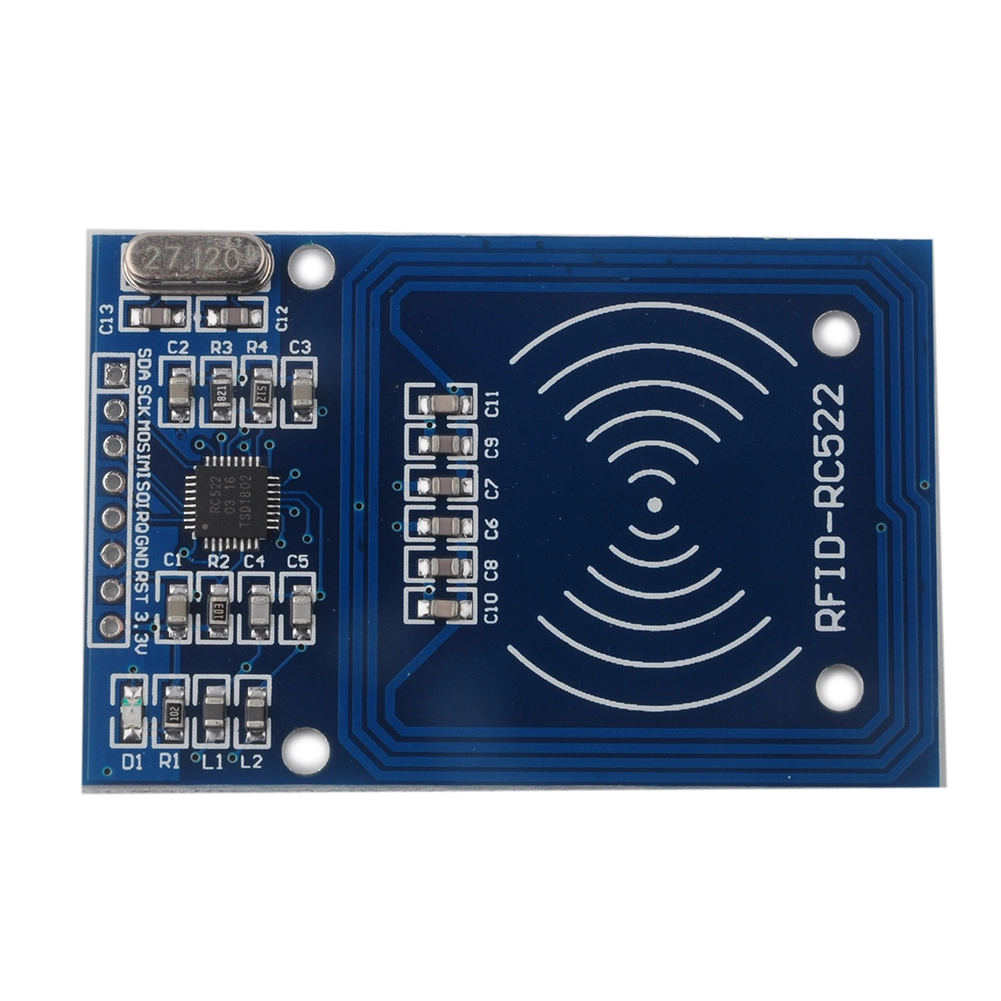 27.120
C13
C12
C2 R3 R4 C3
821
512
SDA SCK MOSI MISO IRQ GND RST 3.3V
RC522
03 16
TSD1802
C1 R2 C4 C5
103
102
D1 R1 L1 L2
C11
C9
C7
C6
C8
C10
RFID-RC522